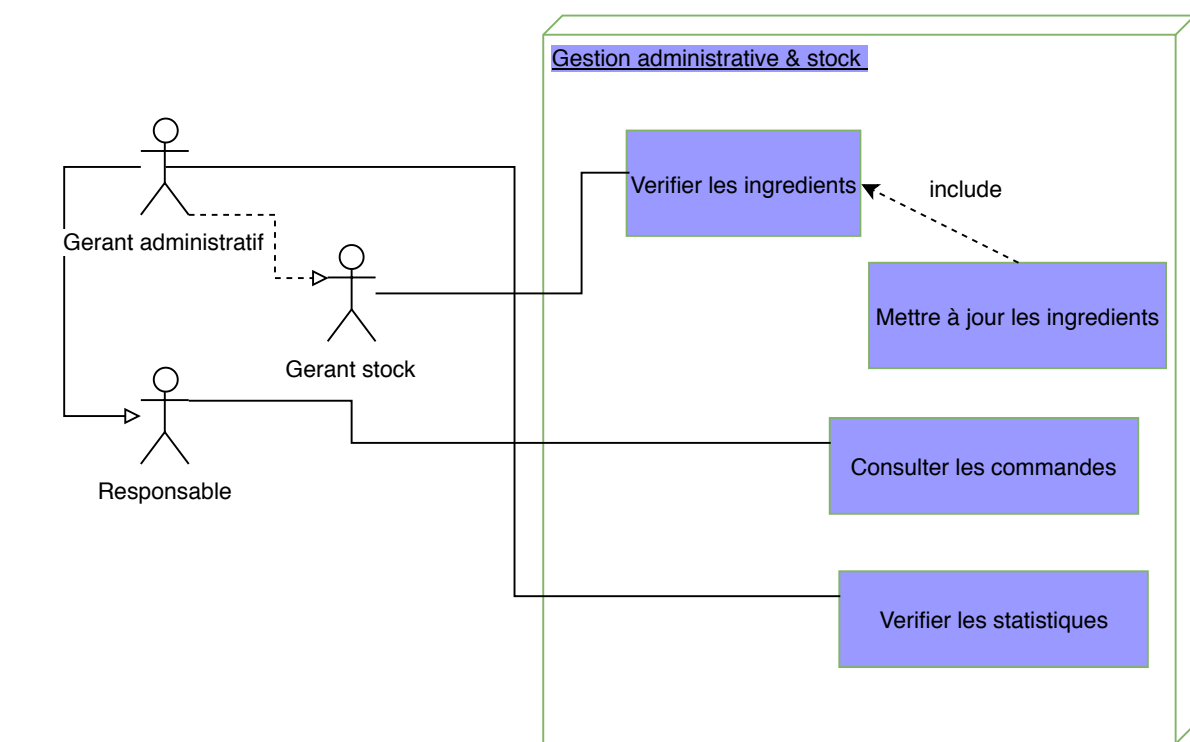 Gestion administrative & stock
Verifier les ingredients
include
Gerant administratif
Mettre à jour les ingredients
Gerant stock
Consulter les commandes
Responsable
Verifier les statistiques